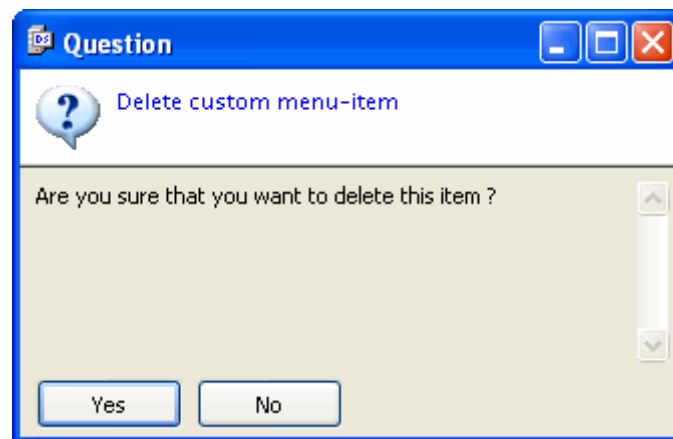 Question
Delete custom menu-item
Are you sure that you want to delete this item ?
Yes
No